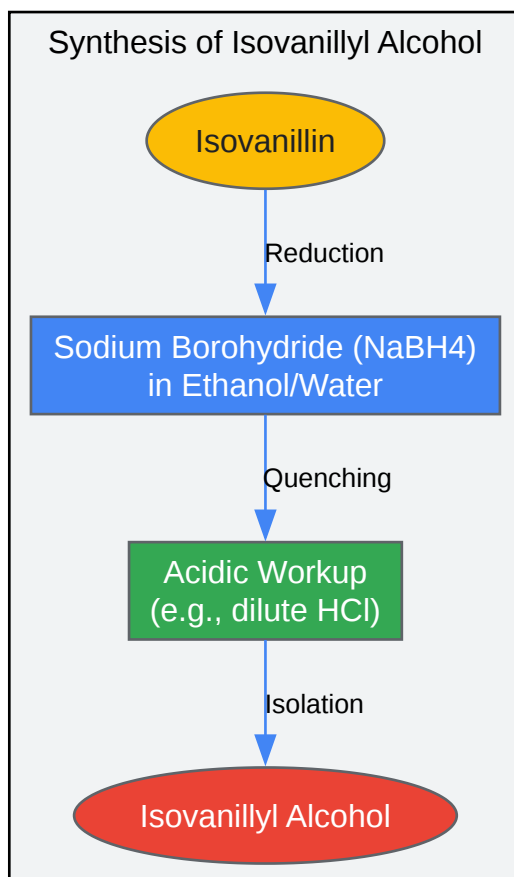 Synthesis of Isovanillyl Alcohol
Isovanillin
Reduction
Sodium Borohydride (NaBH4)
in Ethanol/Water
Quenching
Acidic Workup
(e.g., dilute HCl)
Isolation
Isovanillyl Alcohol